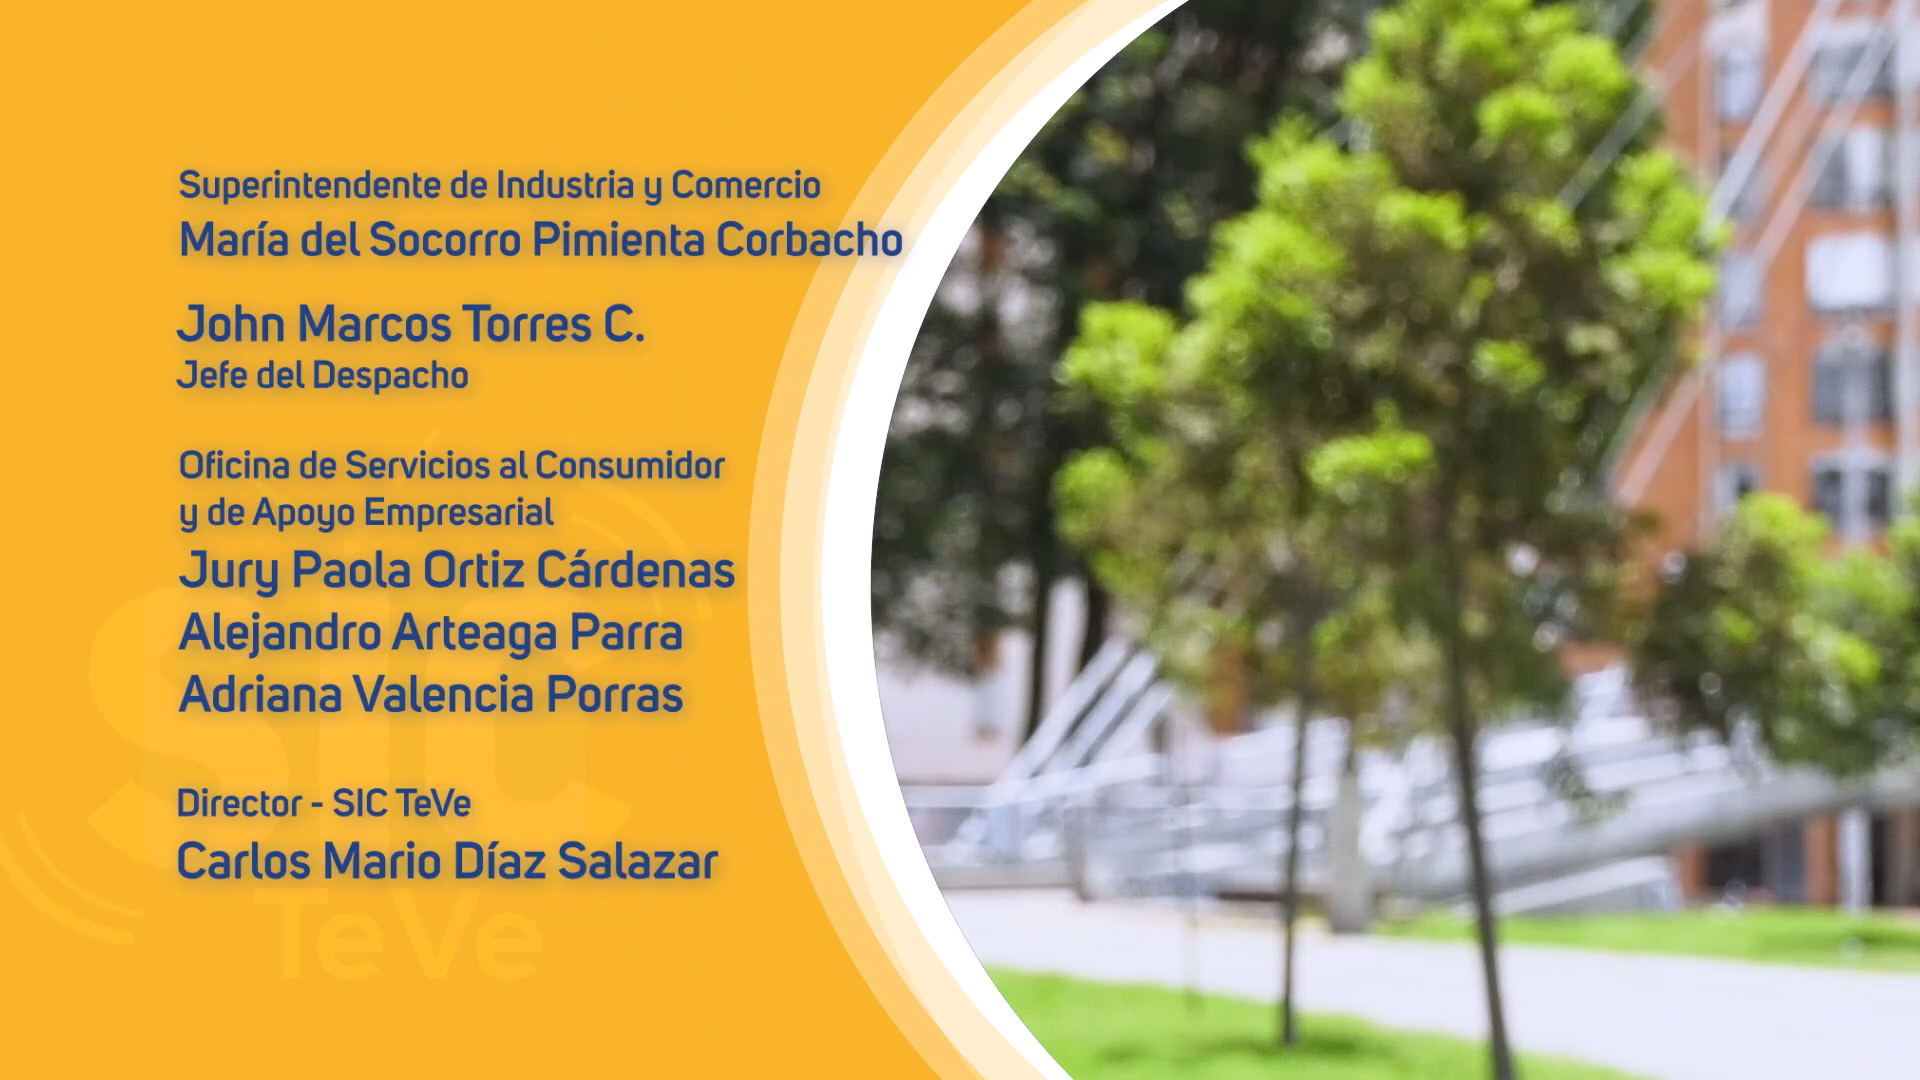 Superintendente de Industria y Comercio
María del Socorro Pimienta Corbacho
John Marcos Torres C.
Jefe del Despacho
Oficina de Servicios al Consumidor
y de Apoyo Empresarial
Jury Paola Ortiz Cárdenas
Alejandro Arteaga Parra
Adriana Valencia Porras
Director - SIC TeVe
Carlos Mario Díaz Salazar
SIC
TeVe